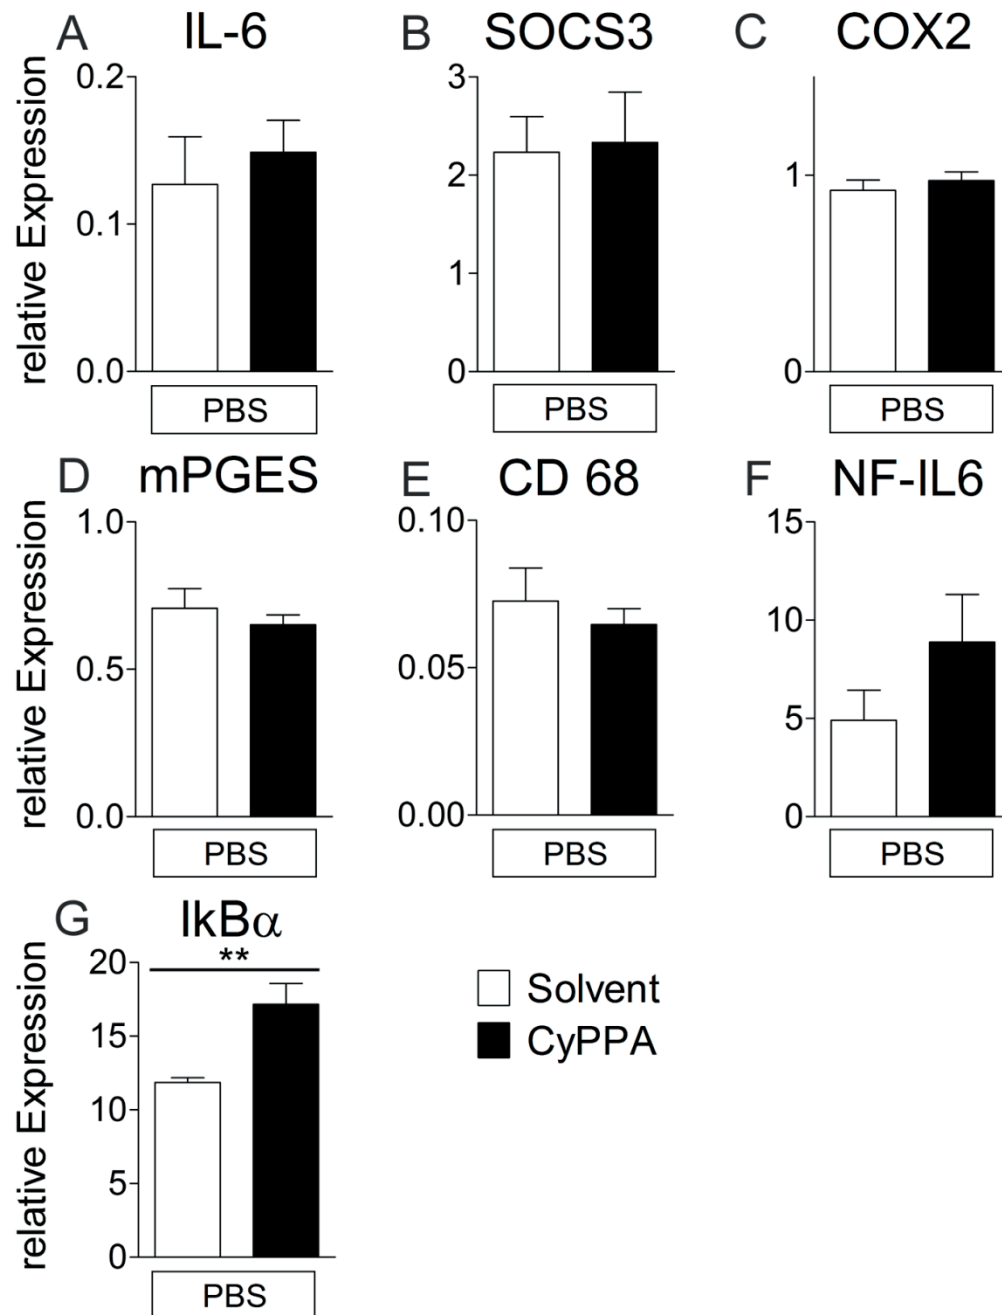 A IL-6
B SOCS3
C COX2
relative Expression
0.2
0.1
0.0
PBS
3
2
1
0
PBS
1
1
PBS
D mPGES
E CD 68
F NF-IL6
relative Expression
1.0
0.5
0.0
PBS
0.10
0.05
0.00
PBS
15
10
5
0
PBS
G IkBα
relative Expression
**
20
15
10
5
0
PBS
Solvent
CyPPA